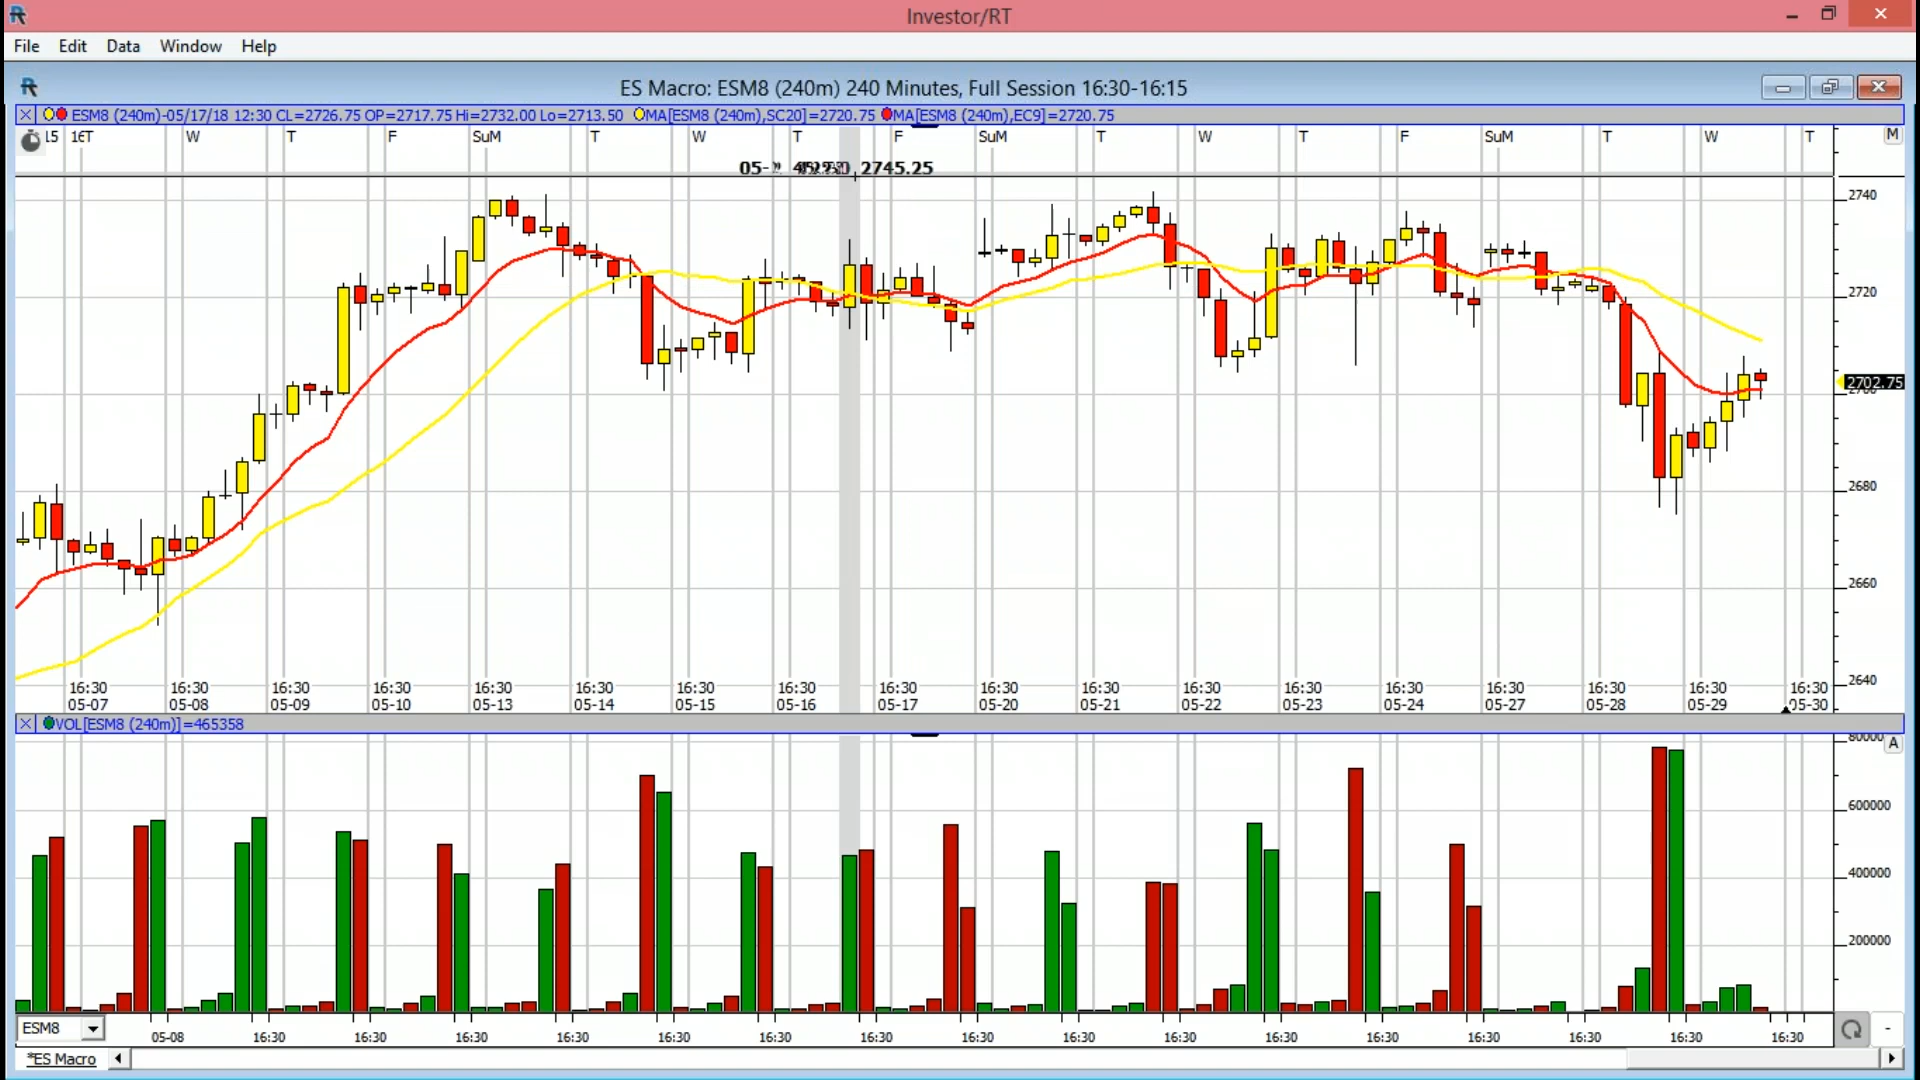 Investor/RT
File Edit Data Window Help
ES Macro: ESM8 (240m) 240 Minutes, Full Session 16:30-16:15
ESM8 (240m)-05/17/18 12:30 CL=2726.75 OP=2717.75 Hi=2732.00 Lo=2713.50 MA[ESM8 (240m),SC20]=2720.75 MA[ESM8 (240m),EC9]=2720.75
15 16T W T F SuM T W T F SuM T W T F SuM T W T M
05- 2745.25
2740
2720
2702.75
2680
2660
2640
16:30 16:30 16:30 16:30 16:30 16:30 16:30 16:30 16:30 16:30 16:30 16:30 16:30 16:30 16:30 16:30 16:30 16:30
05-07 05-08 05-09 05-10 05-13 05-14 05-15 05-16 05-17 05-20 05-21 05-22 05-23 05-24 05-27 05-28 05-29 05-30
VOL[ESM8 (240m)]=465358
A
600000
400000
200000
ESM8
05-08 16:30 16:30 16:30 16:30 16:30 16:30 16:30 16:30 16:30 16:30 16:30 16:30 16:30 16:30 16:30 16:30
*ES Macro